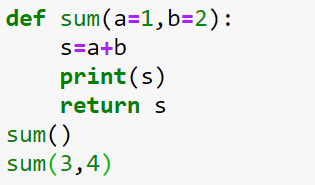 def sum(a=1,b=2):
    s=a+b
    print(s)
    return s
sum()
sum(3,4)